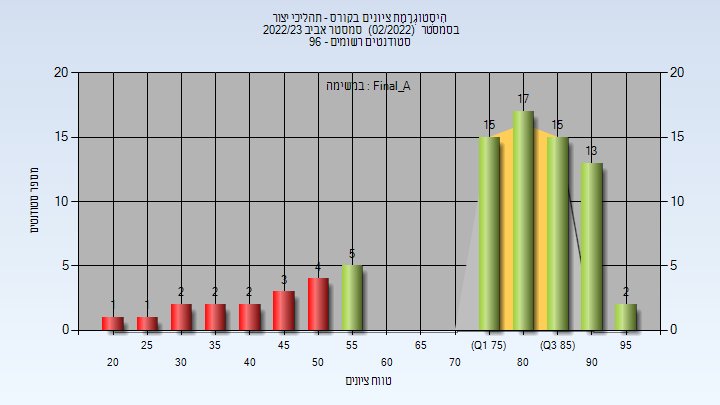 היסטוגרמת ציונים בקורס - תהליכי יצור
בסמסטר (02/2022) סמסטר אביב 2022/23
סטודנטים רשומים - 96
במשימה : Final_A
20 20
15 15
10 10
5 5
0 0
מספר סטודנטים
1 1 2 2 2 3 4 5 15 17 15 13 2
25 35 45 55 65 (Q1 75) (Q3 85) 95
20 30 40 50 60 70 80 90
טווח ציונים